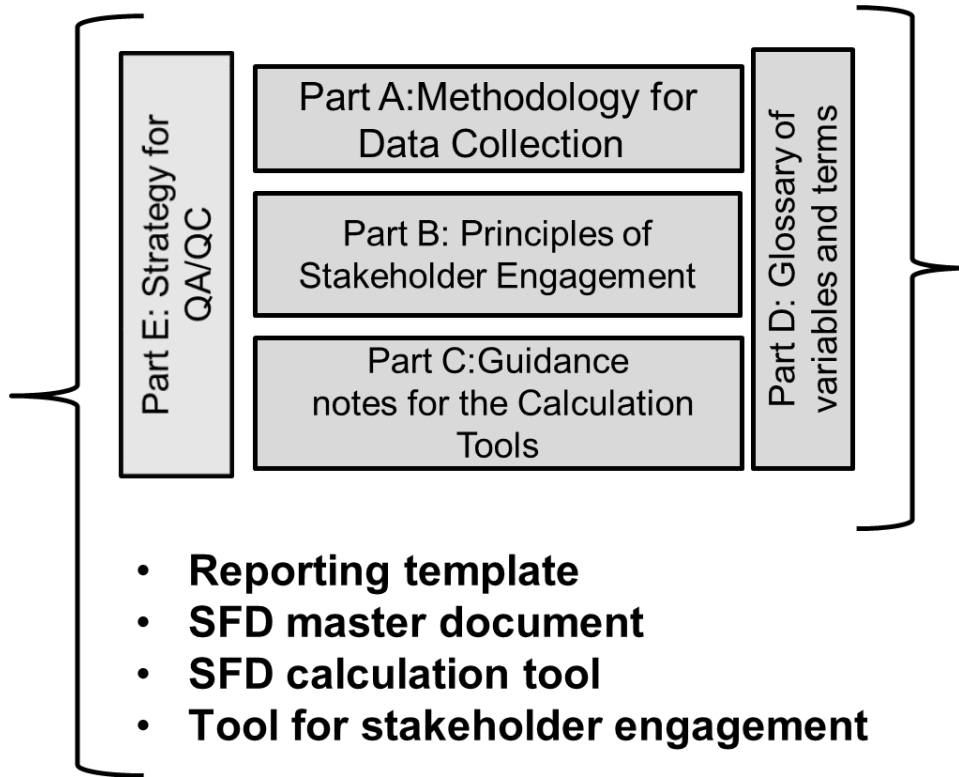 Part E: Strategy for
QA/QC
Part A:Methodology for
Data Collection
Part B: Principles of
Stakeholder Engagement
Part C:Guidance
notes for the Calculation
Tools
Part D: Glossary of
variables and terms
• Reporting template
• SFD master document
• SFD calculation tool
• Tool for stakeholder engagement